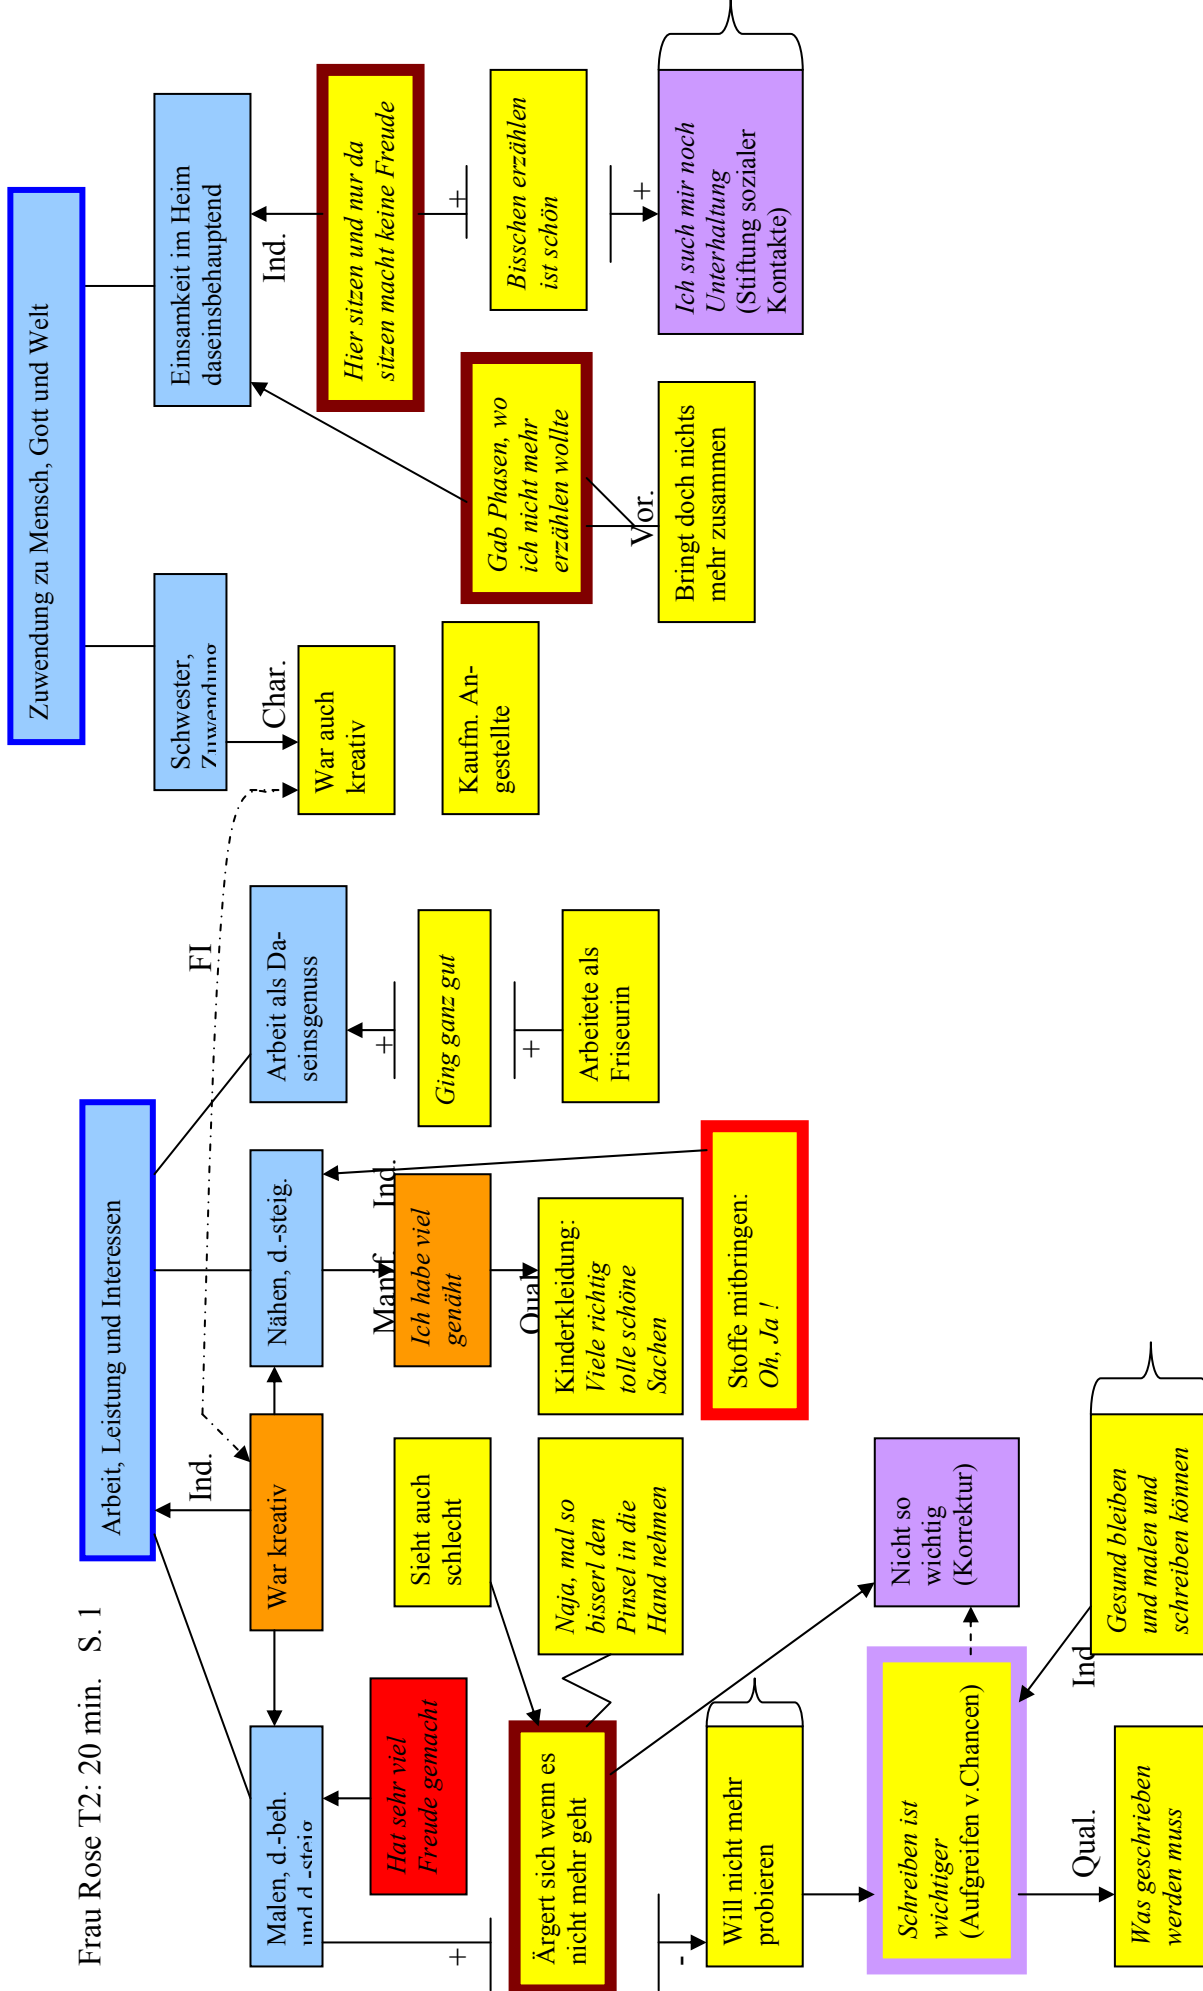 Frau Rose T2: 20 min.   S. 1
Arbeit, Leistung und Interessen
Zuwendung zu Mensch, Gott und Welt
Malen, d.-beh.
und d.-steig.
War kreativ
Ind.
Nähen, d.-steig.
Arbeit als Da-
seinsgenuss
FI
Schwester,
Zuwendung
Char.
Einsamkeit im Heim
daseinsbehauptend
Ind.
Hat sehr viel
Freude gemacht
Sieht auch
schlecht
Manif.
Ind.
Ich habe viel
genäht
+
Ging ganz gut
+
Arbeitete als
Friseurin
War auch
kreativ
Kaufm. An-
gestellte
Hier sitzen und nur da
sitzen macht keine Freude
+
Bisschen erzählen
ist schön
+
Ich such mir noch
Unterhaltung
(Stiftung sozialer
Kontakte)
Gab Phasen, wo
ich nicht mehr
erzählen wollte
Vor.
Bringt doch nichts
mehr zusammen
+
Ärgert sich wenn es
nicht mehr geht
Naja, mal so
bisserl den
Pinsel in die
Hand nehmen
Qual
Kinderkleidung:
Viele richtig
tolle schöne
Sachen
Stoffe mitbringen:
Oh, Ja !
-
Will nicht mehr
probieren
Schreiben ist
wichtiger
(Aufgreifen v.Chancen)
Nicht so
wichtig
(Korrektur)
Qual.
Ind
Was geschrieben
werden muss
Gesund bleiben
und malen und
schreiben können